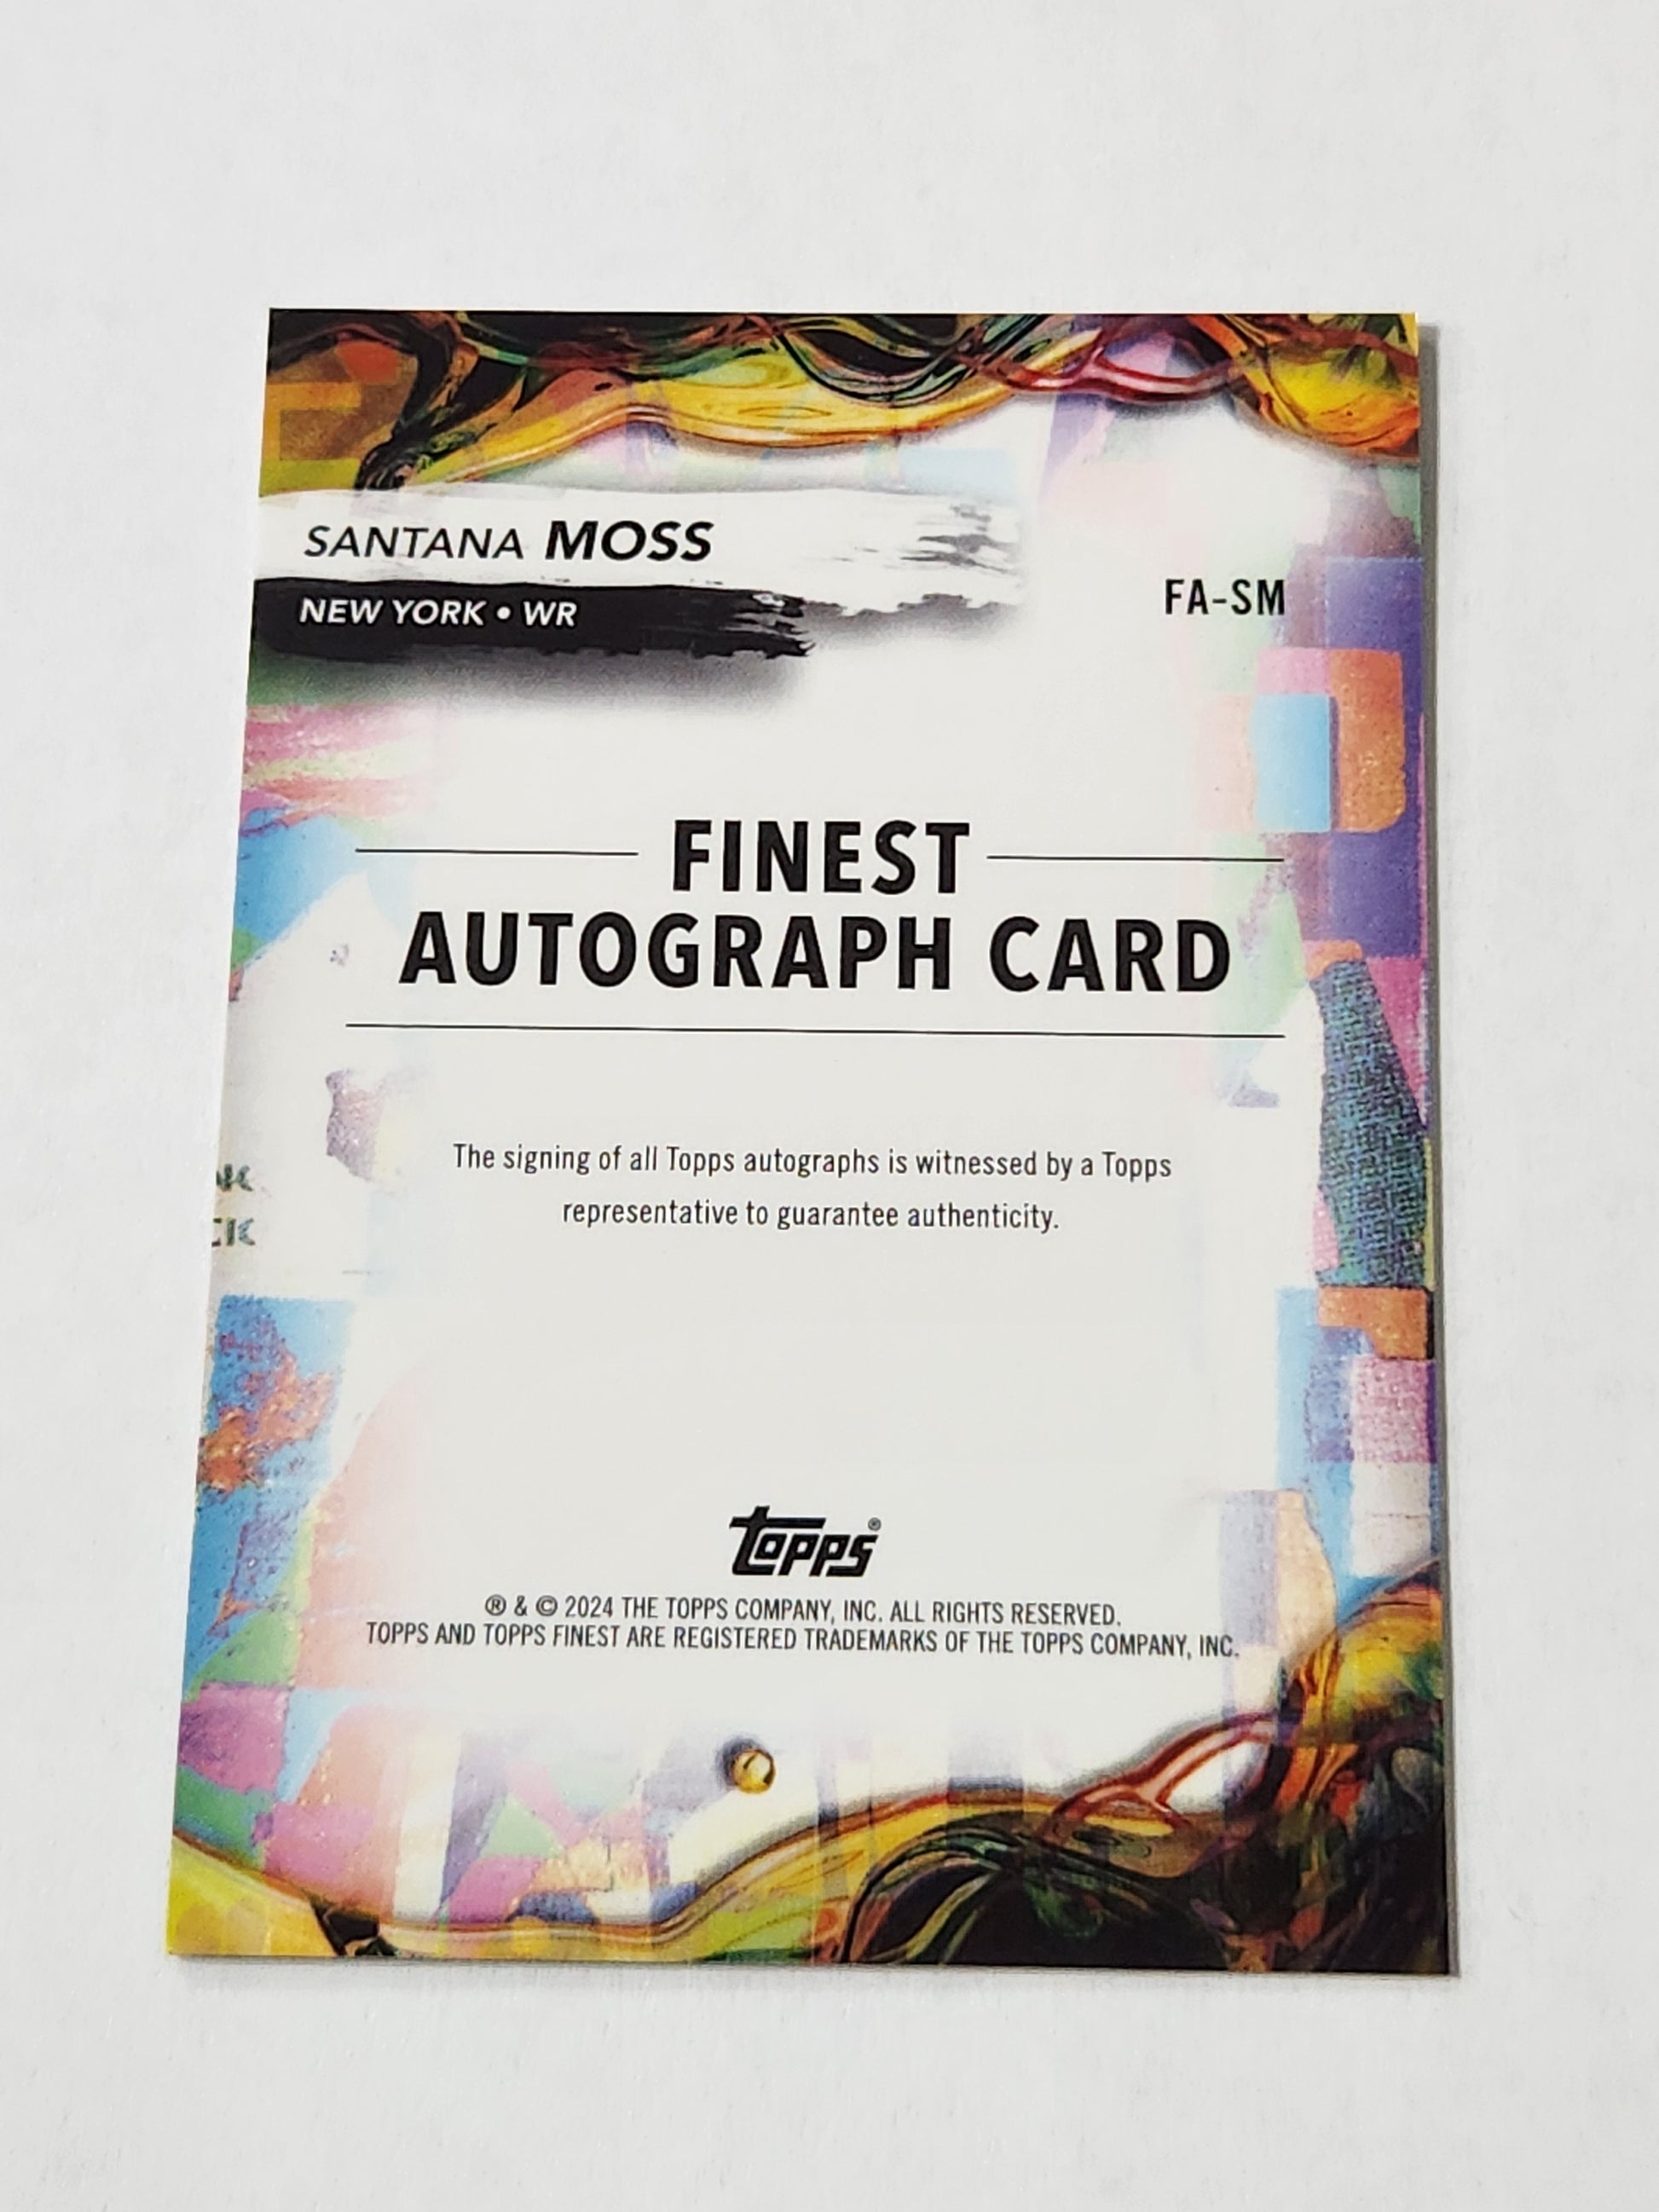 SANTANA MOSS
NEW YORK • WR
FA-SM
FINEST
AUTOGRAPH CARD
The signing of all Topps autographs is witnessed by a Topps
representative to guarantee authenticity.
topps®
® & © 2024 THE TOPPS COMPANY, INC. ALL RIGHTS RESERVED.
TOPPS AND TOPPS FINEST ARE REGISTERED TRADEMARKS OF THE TOPPS COMPANY, INC.